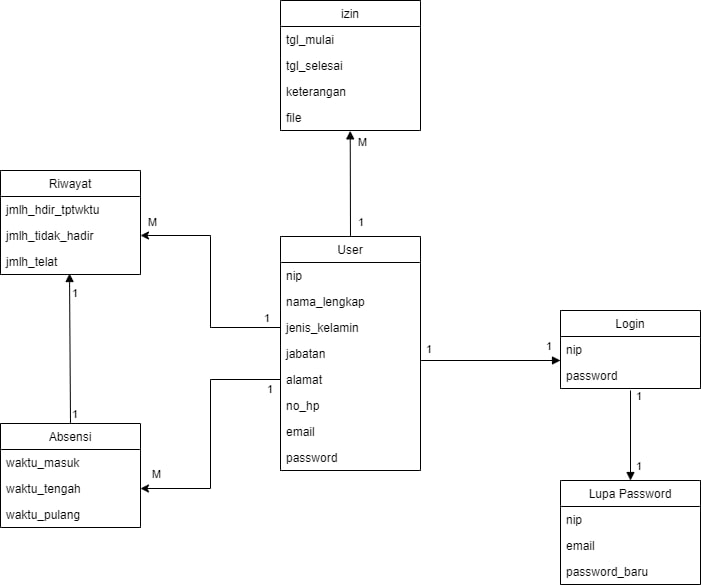 izin
tgl_mulai
tgl_selesai
keterangan
file
M
1
Riwayat
jmlh_hdir_tptwktu
jmlh_tidak_hadir
jmlh_telat
M
1
1
1
User
nip
nama_lengkap
jenis_kelamin
jabatan
alamat
no_hp
email
password
1
M
Absensi
waktu_masuk
waktu_tengah
waktu_pulang
1
1
Login
nip
password
1
1
Lupa Password
nip
email
password_baru